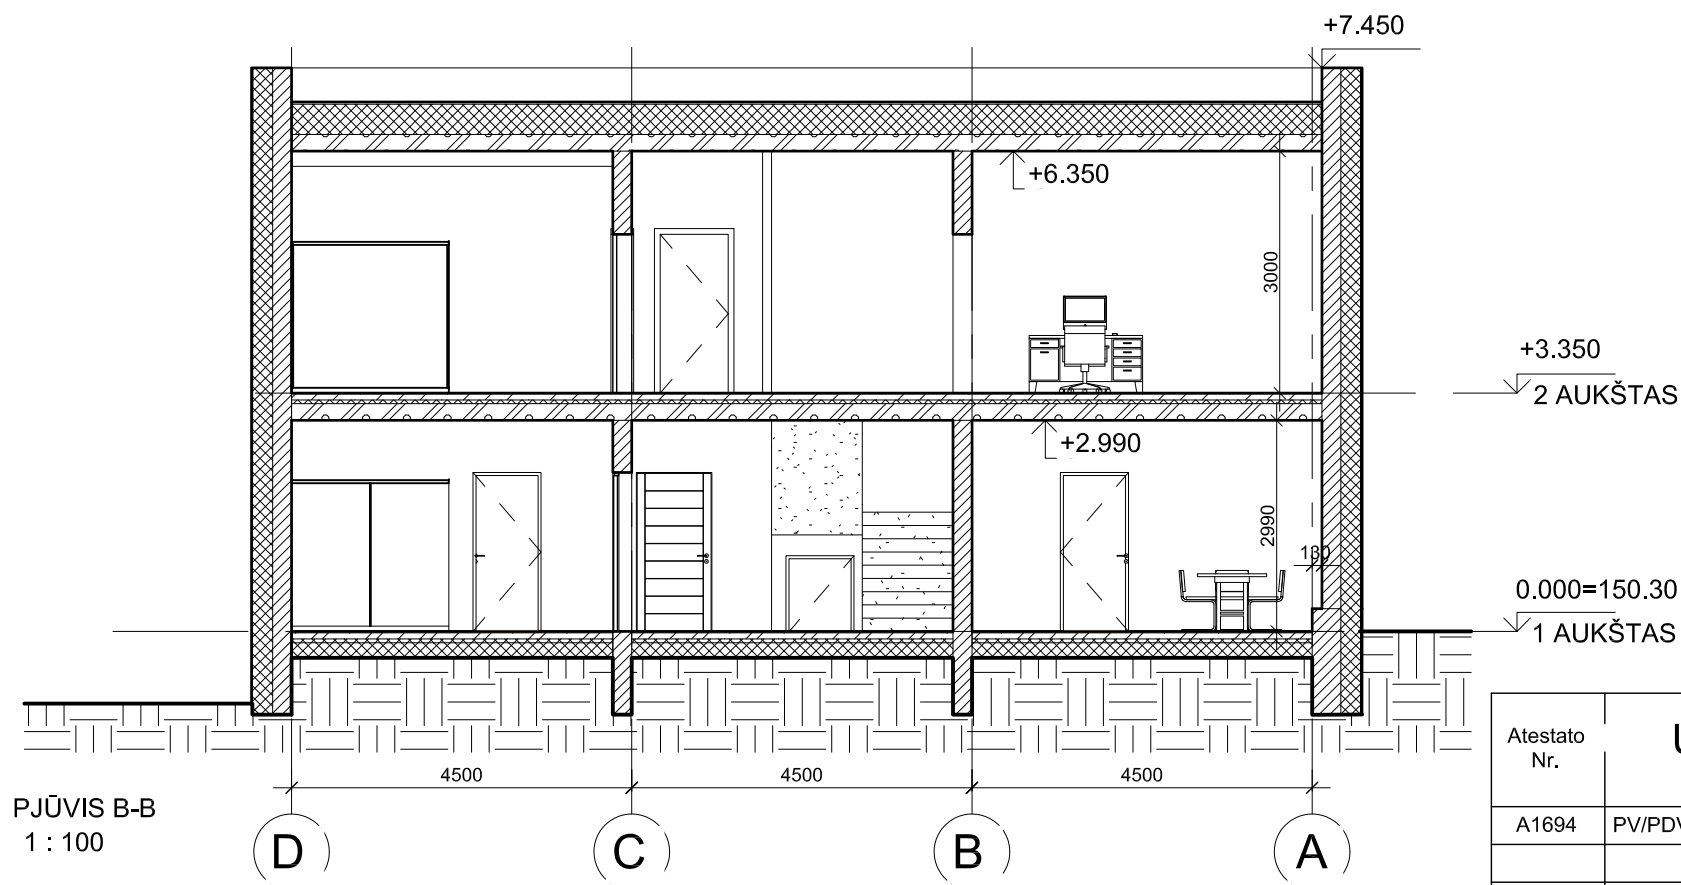 +7.450
+6.350
3000
+3.350
2 AUKŠTAS
+2.990
2990
130
0.000=150.30
1 AUKŠTAS
Atestato
Nr.
A1694
4500
4500
4500
PJŪVIS B-B
1 : 100
D
C
B
A